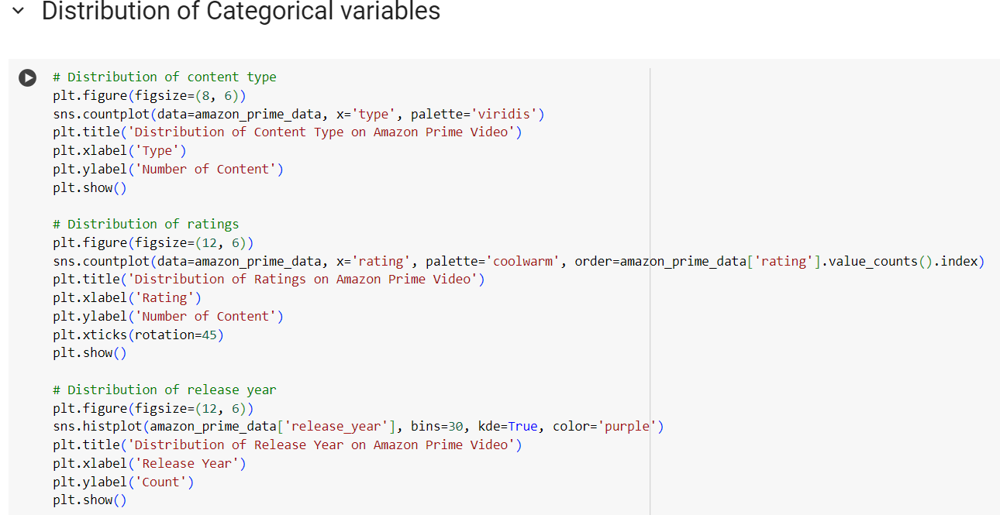 Distribution of Categorical variables
# Distribution of content type
plt.figure(figsize=(8, 6))
sns.countplot(data=amazon_prime_data, x='type', palette='viridis')
plt.title('Distribution of Content Type on Amazon Prime Video')
plt.xlabel('Type')
plt.ylabel('Number of Content')
plt.show()
# Distribution of ratings
plt.figure(figsize=(12, 6))
sns.countplot(data=amazon_prime_data, x='rating', palette='coolwarm', order=amazon_prime_data['rating'].value_counts().index)
plt.title('Distribution of Ratings on Amazon Prime Video')
plt.xlabel('Rating')
plt.ylabel('Number of Content')
plt.xticks(rotation=45)
plt.show()
# Distribution of release year
plt.figure(figsize=(12, 6))
sns.histplot(amazon_prime_data['release_year'], bins=30, kde=True, color='purple')
plt.title('Distribution of Release Year on Amazon Prime Video')
plt.xlabel('Release Year')
plt.ylabel('Count')
plt.show()